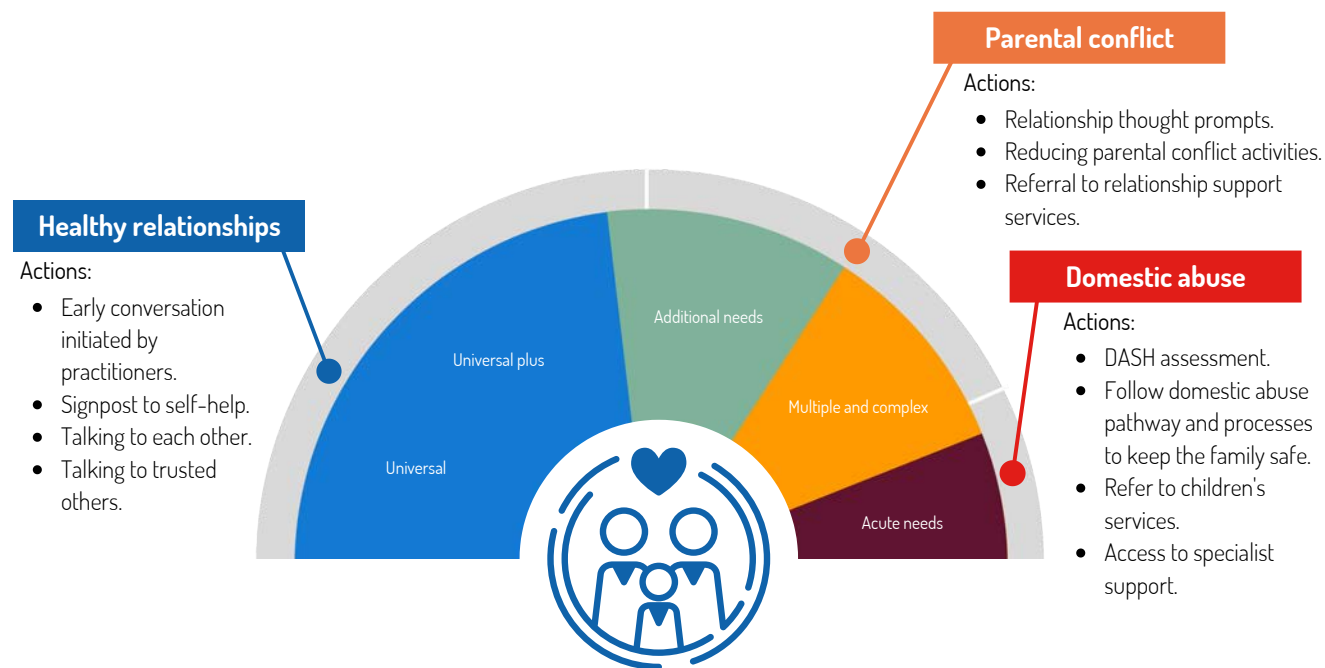 Healthy relationships
Actions:
• Early conversation
initiated by
practitioners.
• Signpost to self-help.
• Talking to each other.
• Talking to trusted
others.
Universal
Universal plus
Additional needs
Multiple and complex
Acute needs
Parental conflict
Actions:
• Relationship thought prompts.
• Reducing parental conflict activities.
• Referral to relationship support
services.
Domestic abuse
Actions:
• DASH assessment.
• Follow domestic abuse
pathway and processes
to keep the family safe.
• Refer to children's
services.
• Access to specialist
support.